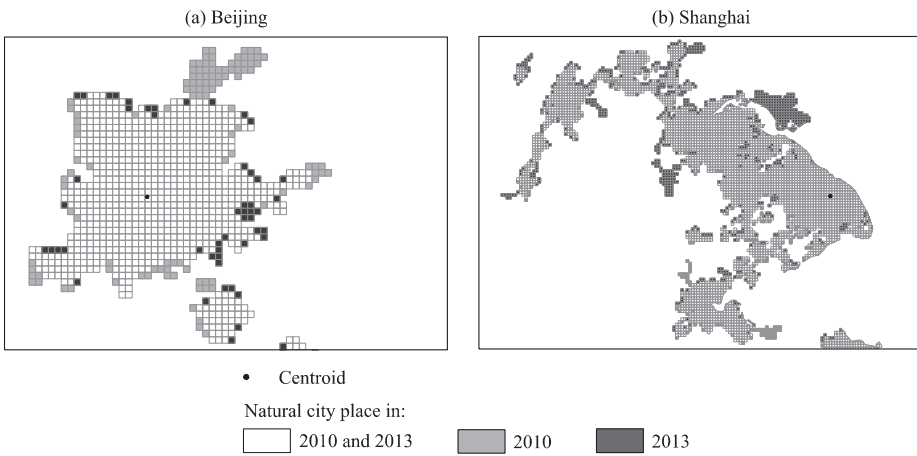 (a) Beijing
(b) Shanghai
Centroid
Natural city place in:
2010 and 2013
2010
2013